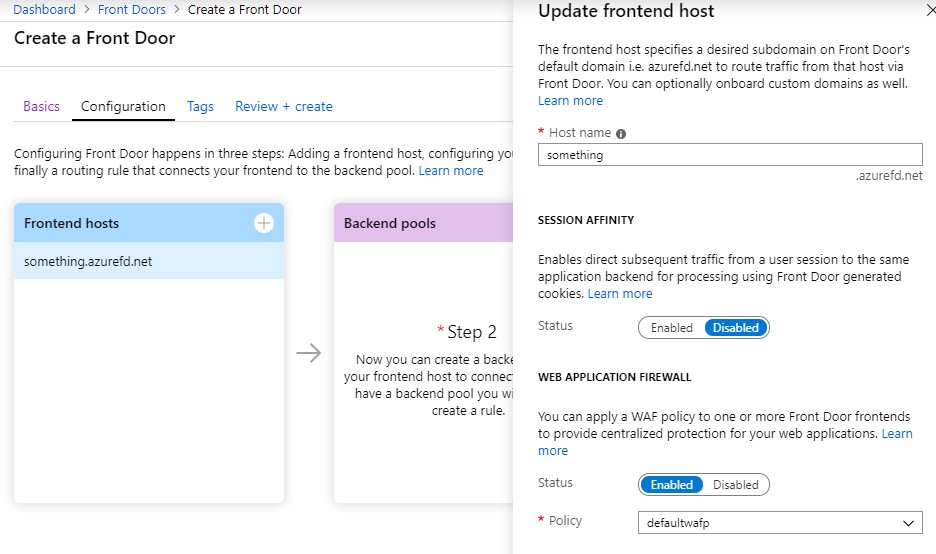 Dashboard > Front Doors > Create a Front Door
Create a Front Door
Basics Configuration Tags Review + create
Configuring Front Door happens in three steps: Adding a frontend host, configuring yo
finally a routing rule that connects your frontend to the backend pool. Learn more
Frontend hosts
something.azurefd.net
Backend pools
* Step 2
Now you can create a backe
your frontend host to connec
have a backend pool you wi
create a rule.
Update frontend host
The frontend host specifies a desired subdomain on Front Door's
default domain i.e. azurefd.net to route traffic from that host via
Front Door. You can optionally onboard custom domains as well.
Learn more
* Host name
something
.azurefd.net
SESSION AFFINITY
Enables direct subsequent traffic from a user session to the same
application backend for processing using Front Door generated
cookies. Learn more
Status Enabled Disabled
WEB APPLICATION FIREWALL
You can apply a WAF policy to one or more Front Door frontends
to provide centralized protection for your web applications. Learn
more
Status Enabled Disabled
* Policy defaultwafp